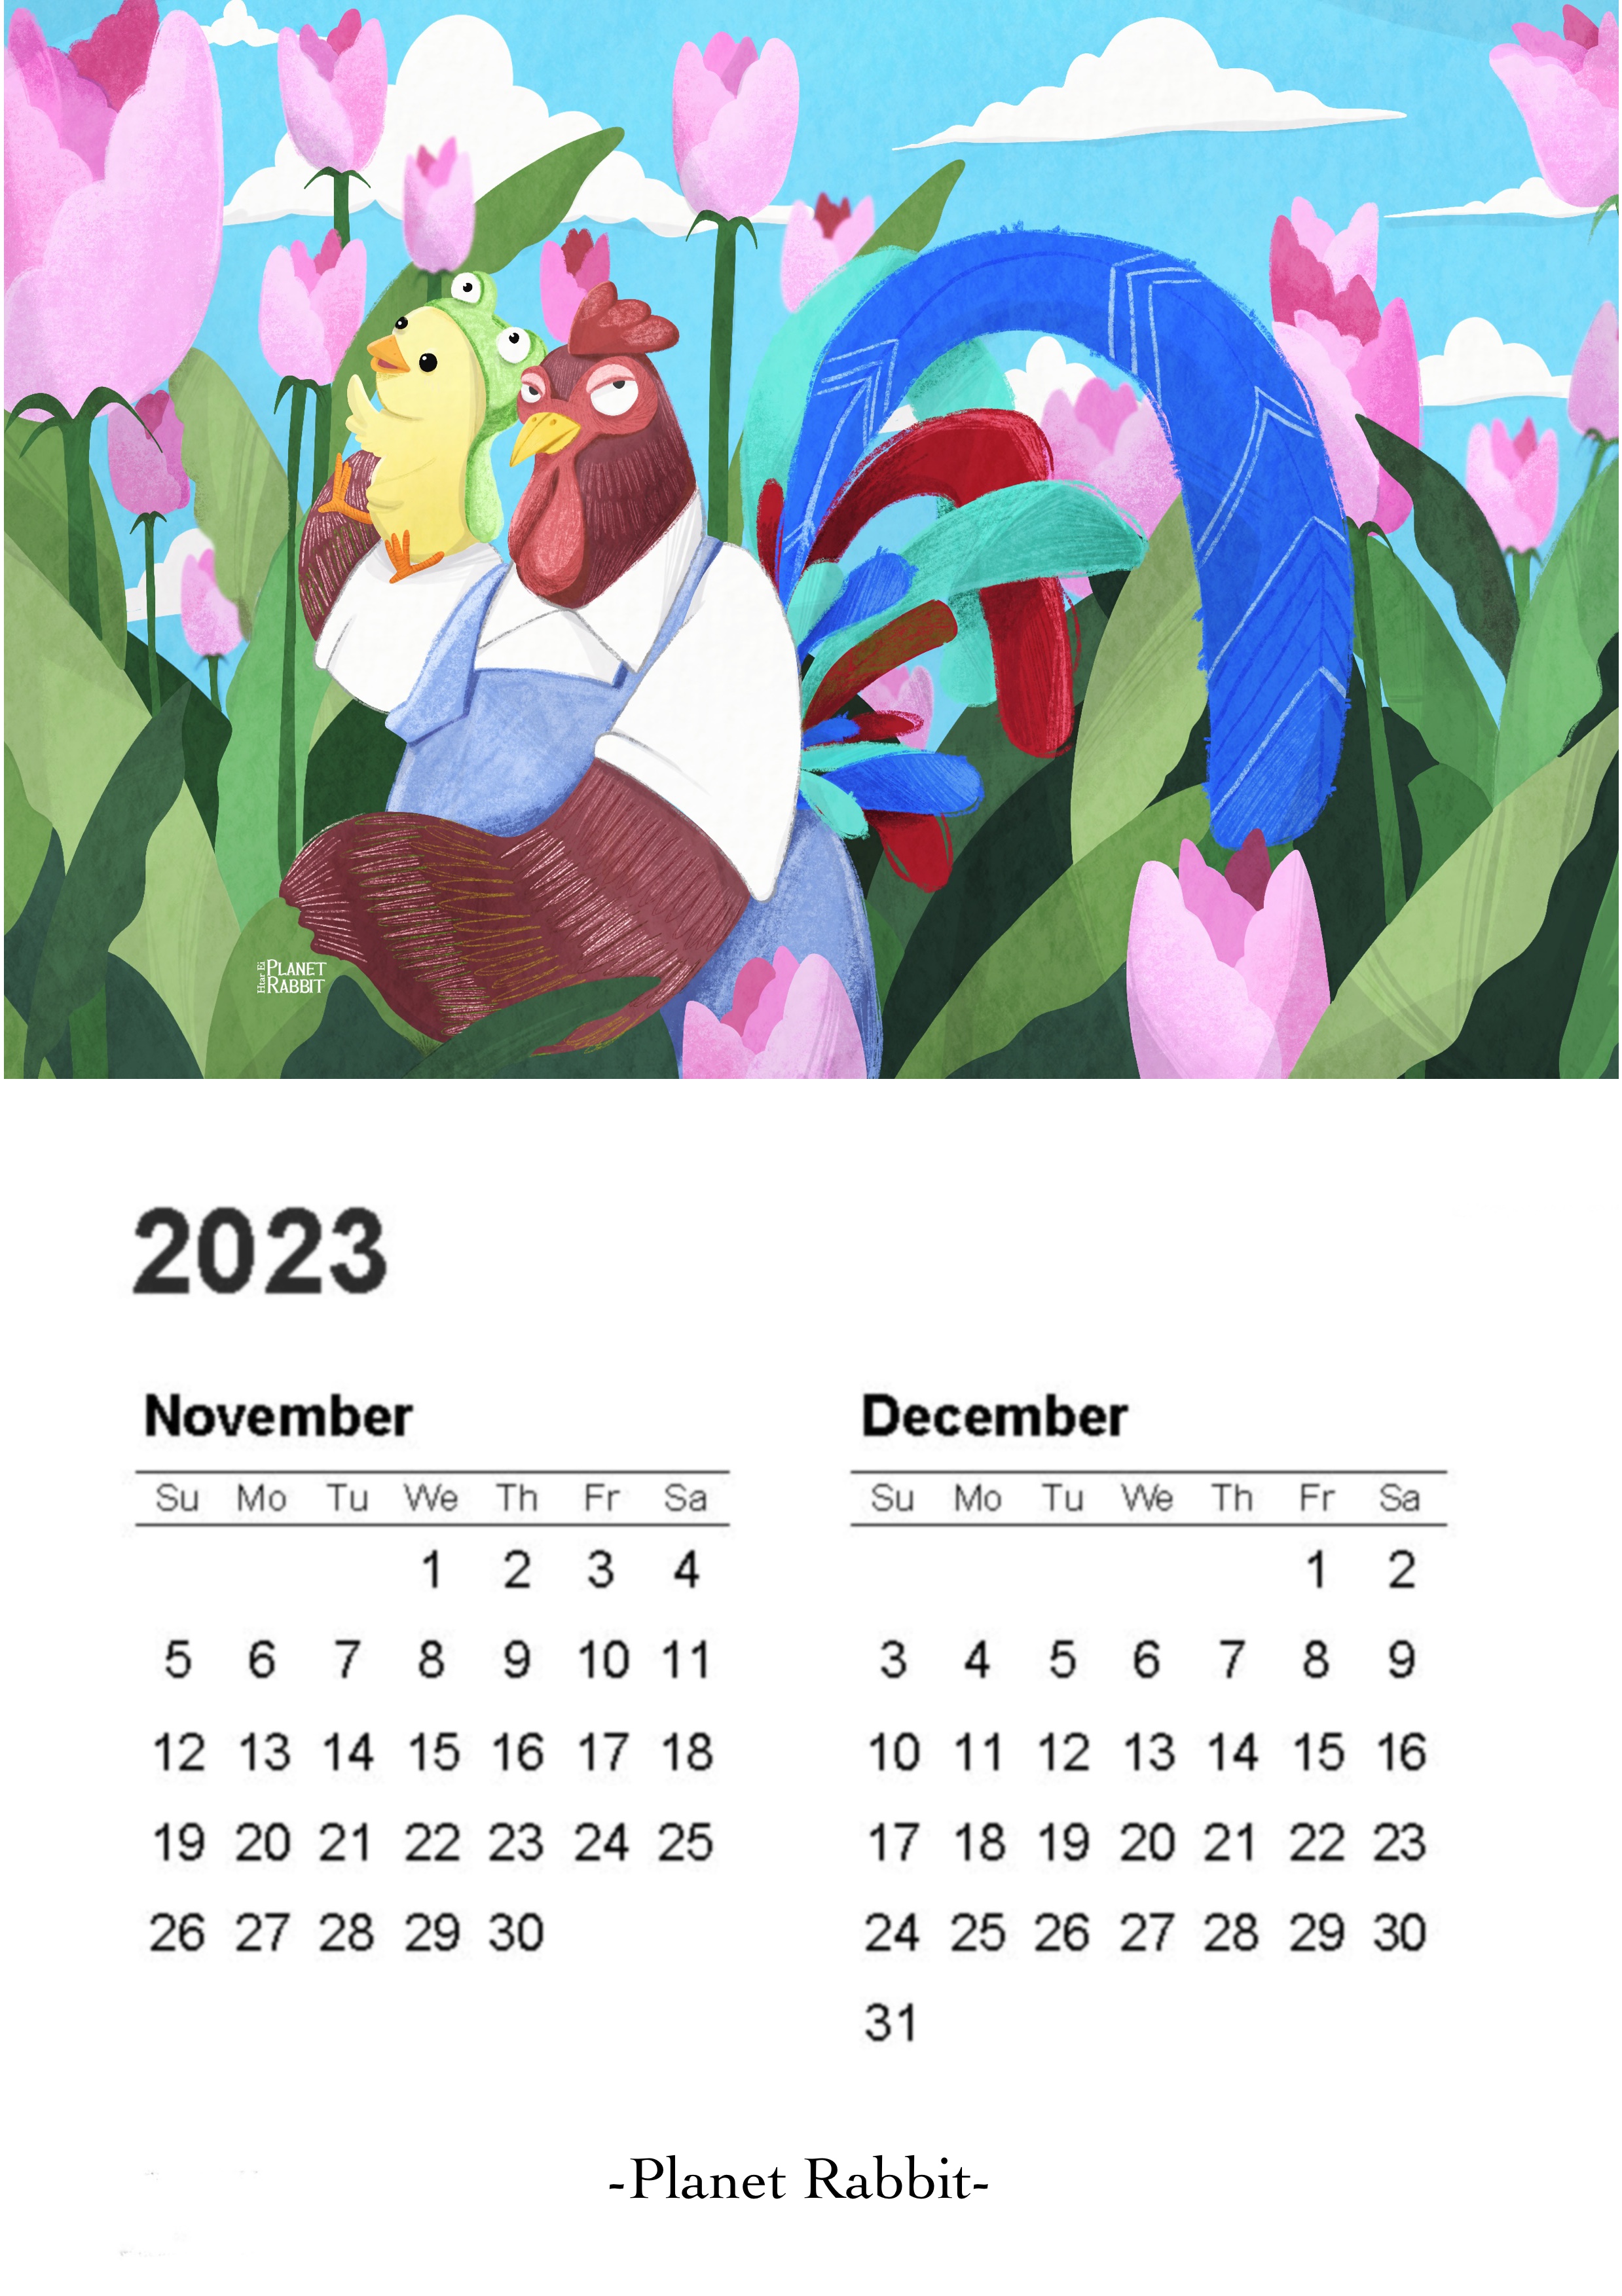 Htar Ei
PLANET
RABBIT
2023
November
Su Mo Tu We Th Fr Sa
1 2 3 4
5 6 7 8 9 10 11
12 13 14 15 16 17 18
19 20 21 22 23 24 25
26 27 28 29 30
December
Su Mo Tu We Th Fr Sa
1 2
3 4 5 6 7 8 9
10 11 12 13 14 15 16
17 18 19 20 21 22 23
24 25 26 27 28 29 30
31
-Planet Rabbit-